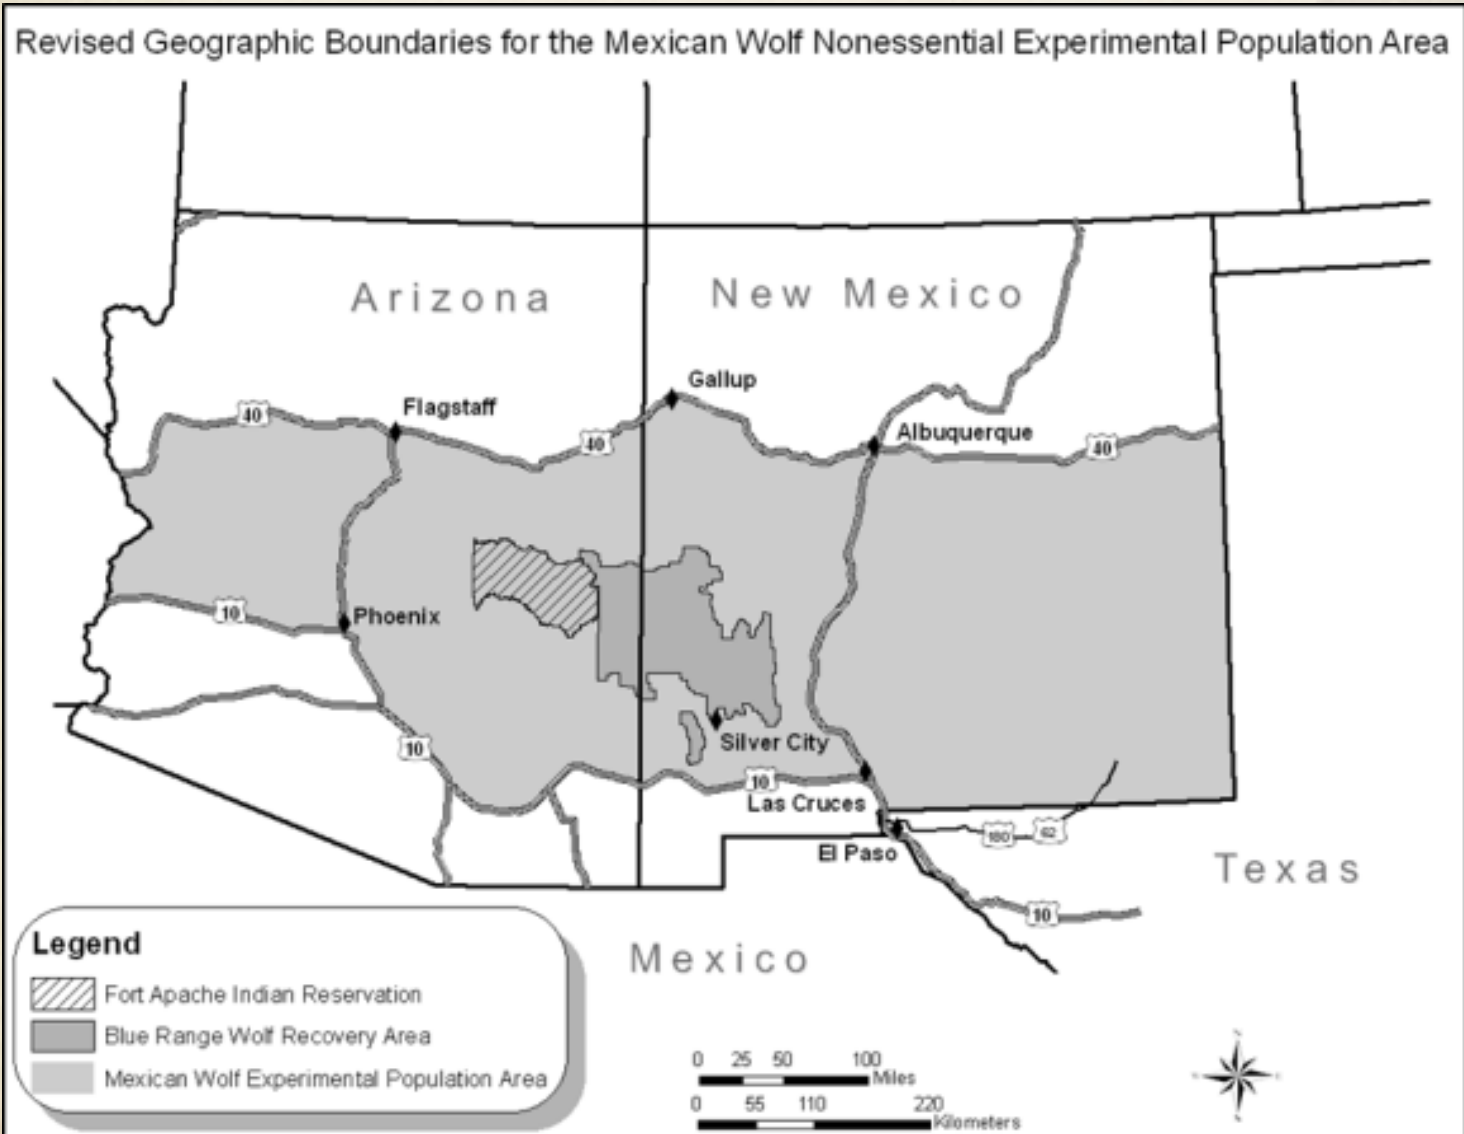 Revised Geographic Boundaries for the Mexican Wolf Nonessential Experimental Population Area
Arizona
New Mexico
Gallup
Flagstaff
40
40
Albuquerque
40
10
Phoenix
Silver City
10
10
Las Cruces
El Paso
180
62
Texas
10
Mexico
Legend
Fort Apache Indian Reservation
Blue Range Wolf Recovery Area
Mexican Wolf Experimental Population Area
0 25 50 100
Miles
0 55 110 220
Kilometers